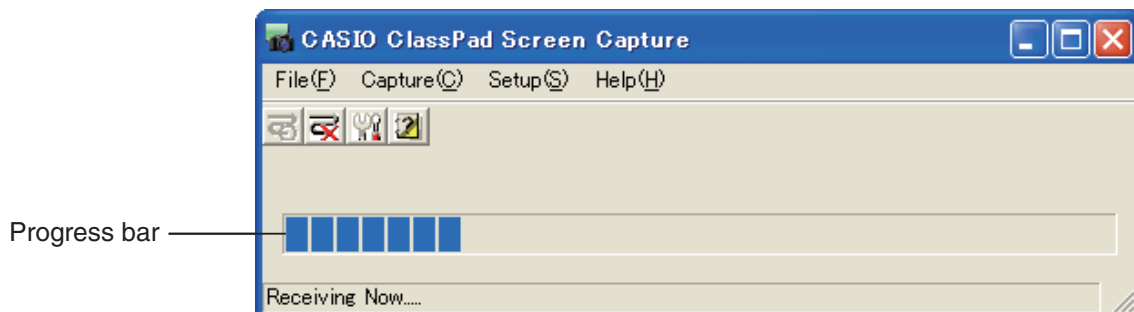 CASIO ClassPad Screen Capture
File(F) Capture(C) Setup(S) Help(H)
Progress bar
Receiving Now.....